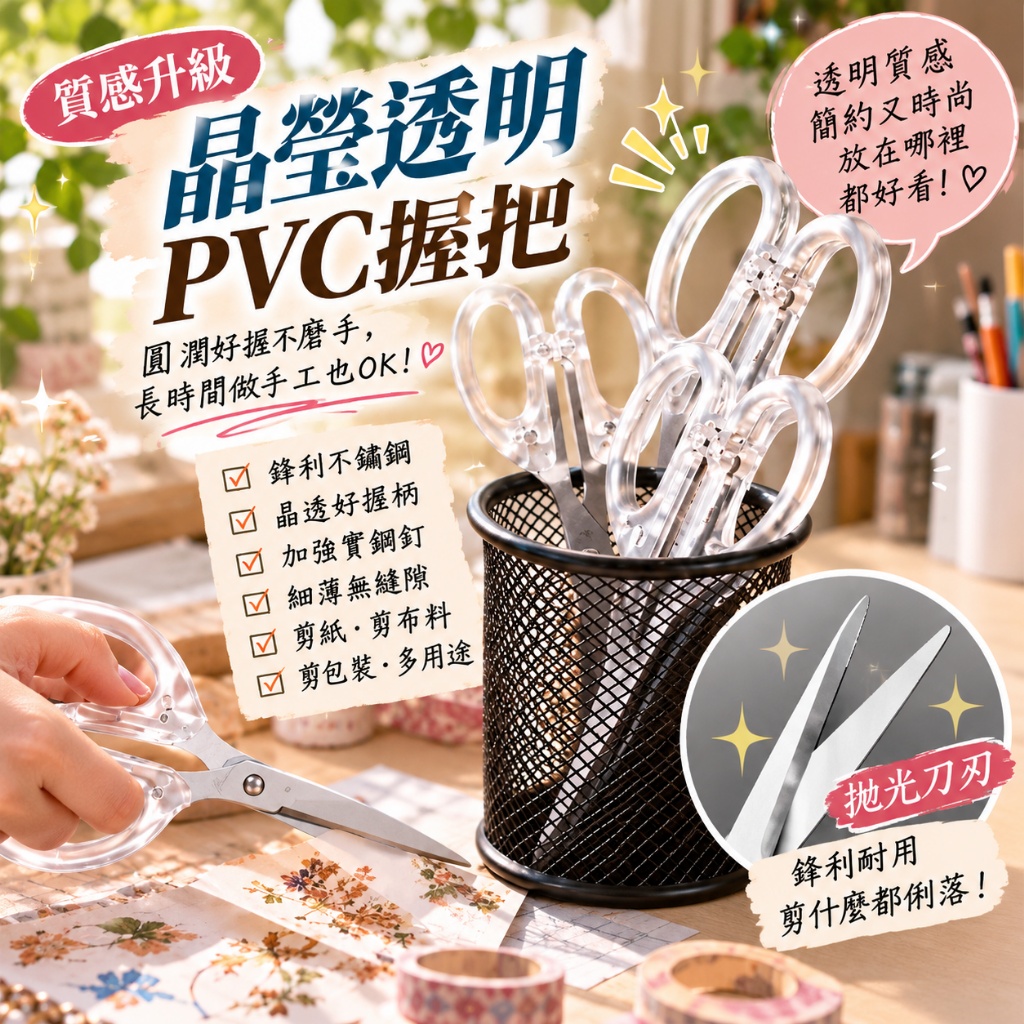 質感升級
晶瑩透明
PVC握把
圓潤好握不磨手，
長時間做手工也OK！♡
☑ 鋒利不鏽鋼
☑ 晶透好握柄
☑ 加強實鋼釘
☑ 細薄無縫隙
☑ 剪紙·剪布料
☑ 剪包裝·多用途
透明質感
簡約又時尚
放在哪裡
都好看！♡
拋光刀刃
鋒利耐用
剪什麼都俐落！